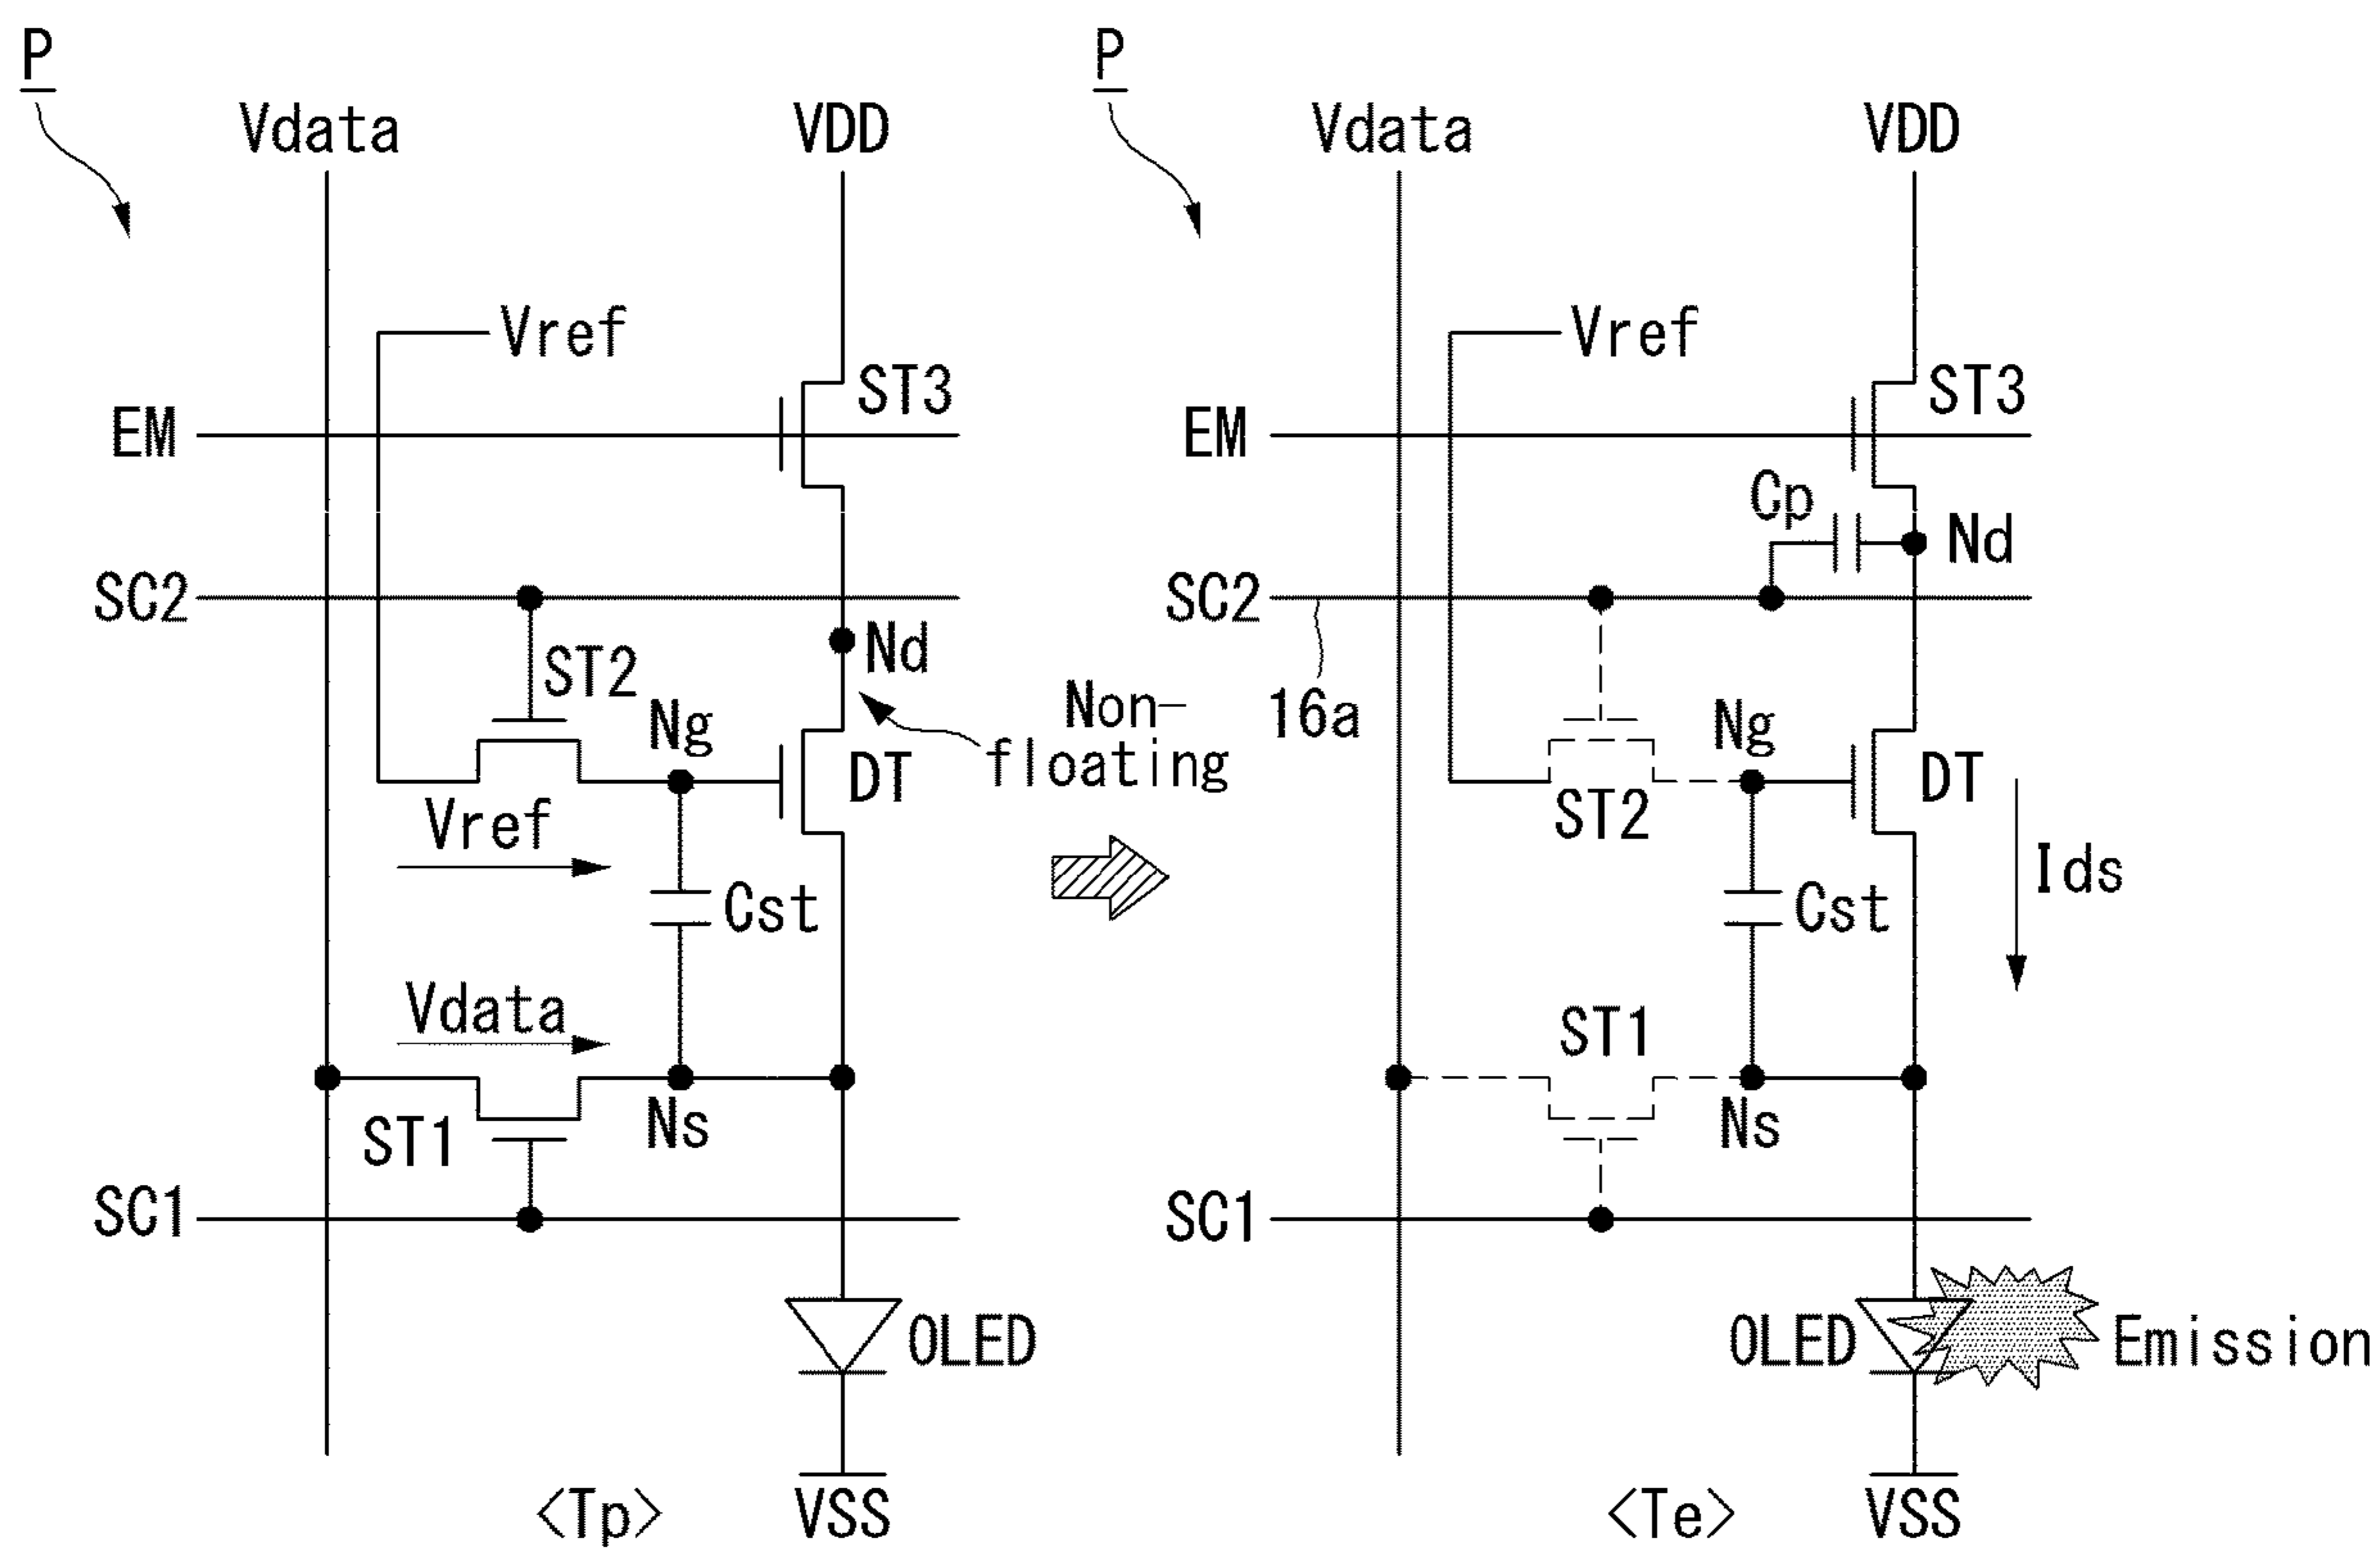 P
Vdata
VDD
Vref
ST3
EM
SC2
Nd
ST2
Ng
Non-
floating
DT
Vref
Cst
Vdata
Ns
ST1
SC1
OLED
<Tp>
VSS
P
Vdata
VDD
Vref
ST3
EM
Cp
Nd
SC2
16a
Ng
DT
ST2
Ids
Cst
ST1
Ns
SC1
OLED
Emission
<Te>
VSS